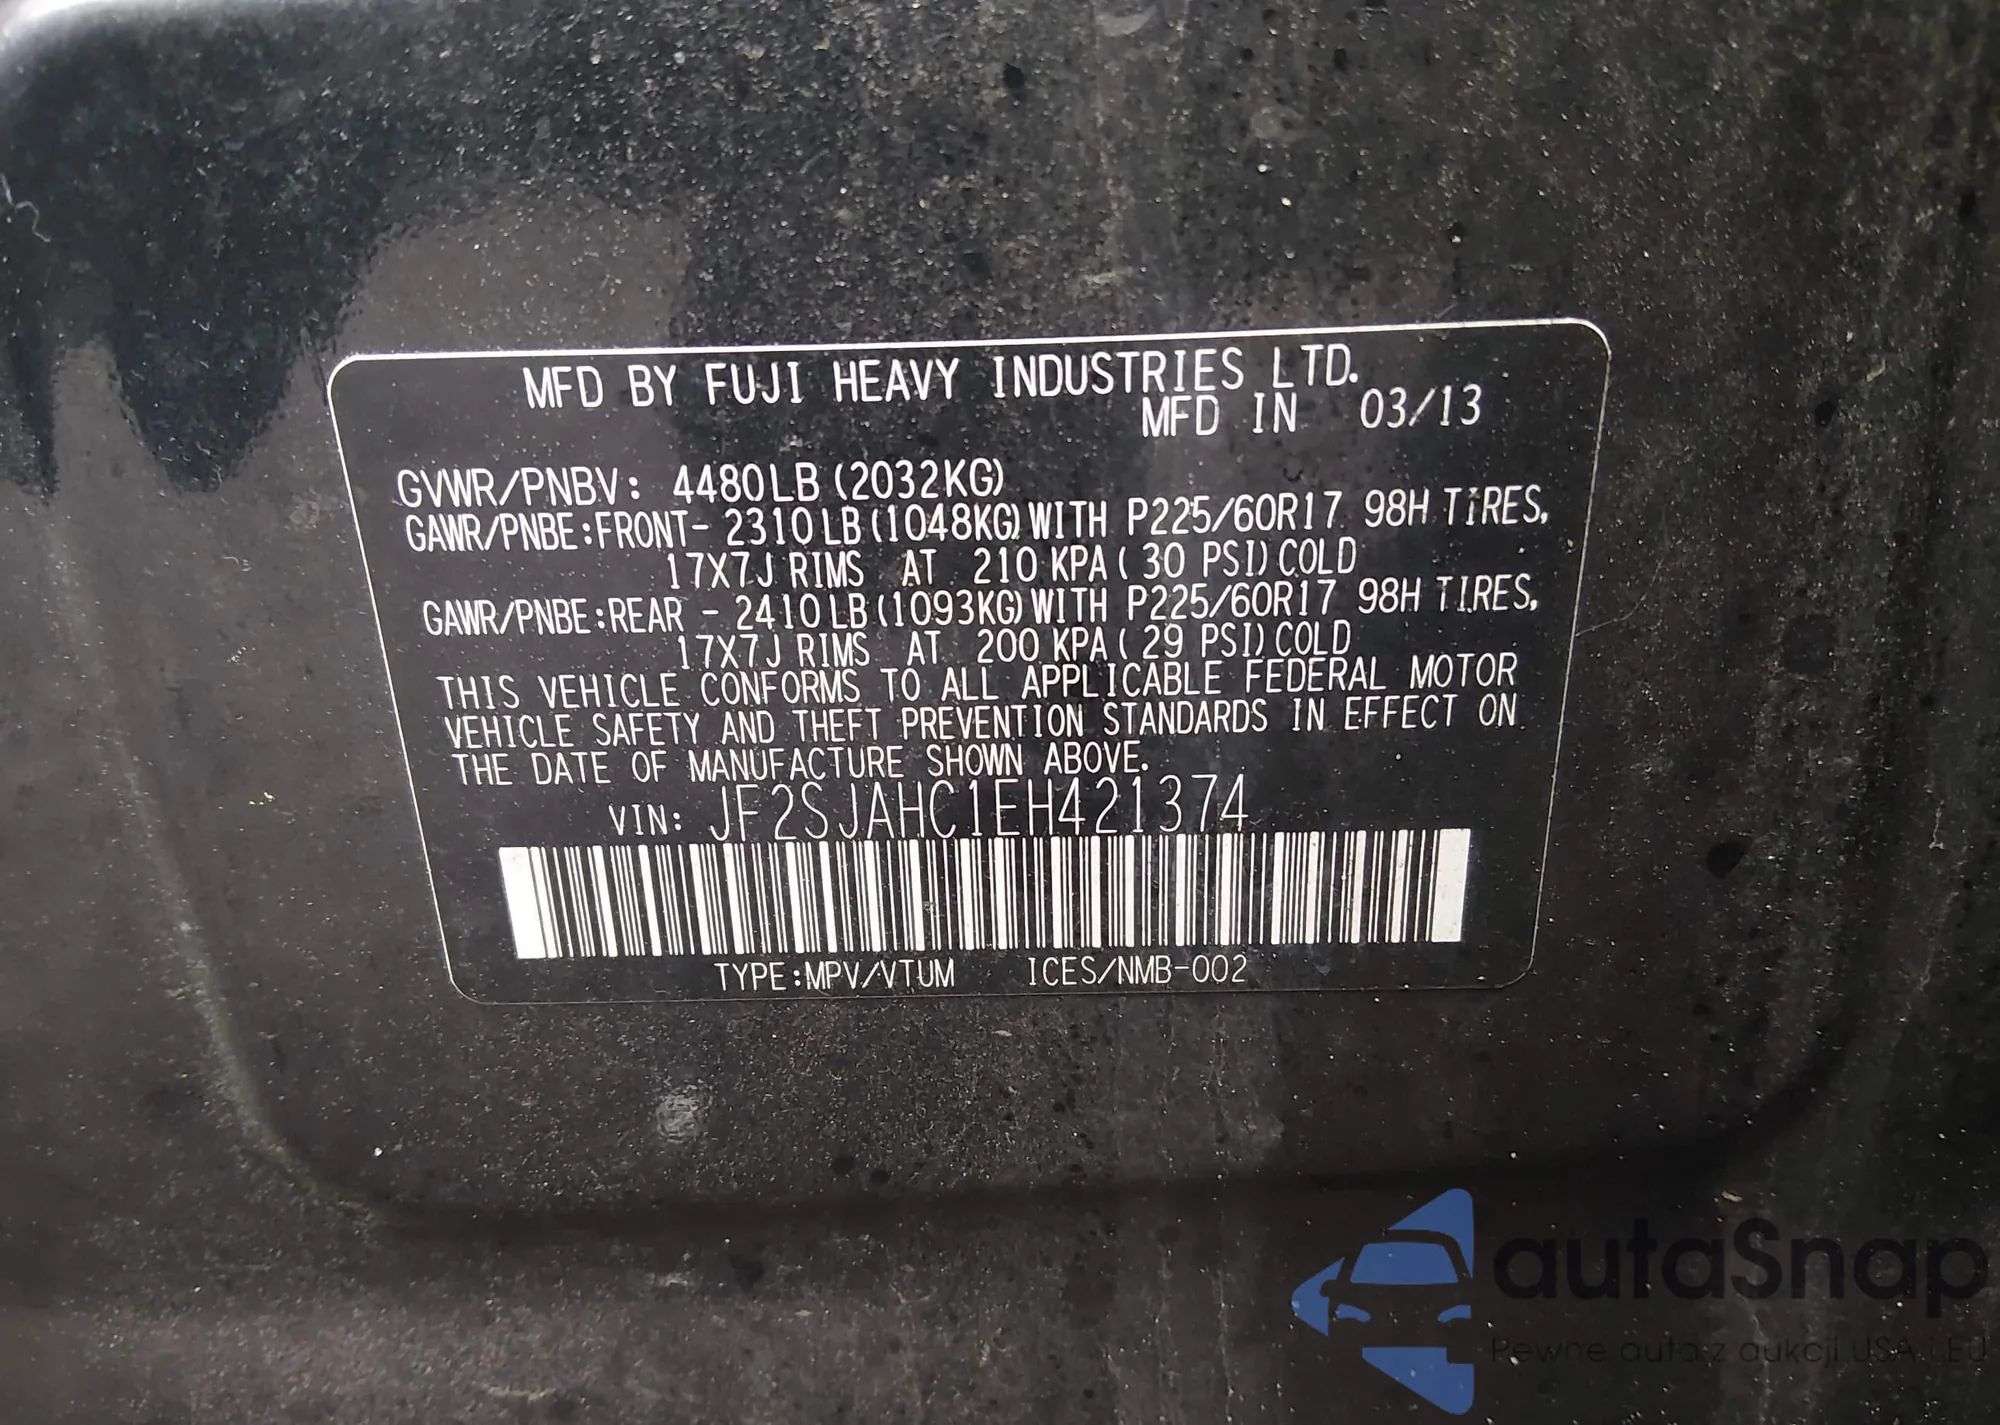 MFD BY FUJI HEAVY INDUSTRIES LTD.
MFD IN 03/13
GVWR/PNBV: 4480LB (2032KG)
GAWR/PNBE:FRONT- 2310LB(1048KG)WITH P225/60R17 98H TIRES,
17X7J RIMS AT 210 KPA( 30 PSI)COLD
GAWR/PNBE:REAR - 2410LB(1093KG)WITH P225/60R17 98H TIRES,
17X7J RIMS AT 200 KPA( 29 PSI)COLD
THIS VEHICLE CONFORMS TO ALL APPLICABLE FEDERAL MOTOR
VEHICLE SAFETY AND THEFT PREVENTION STANDARDS IN EFFECT ON
THE DATE OF MANUFACTURE SHOWN ABOVE.
VIN: JF2SJAHC1EH421374
TYPE:MPV/VTUM ICES/NMB-002
autaSnap
Pewne auta z aukcji USA i EU